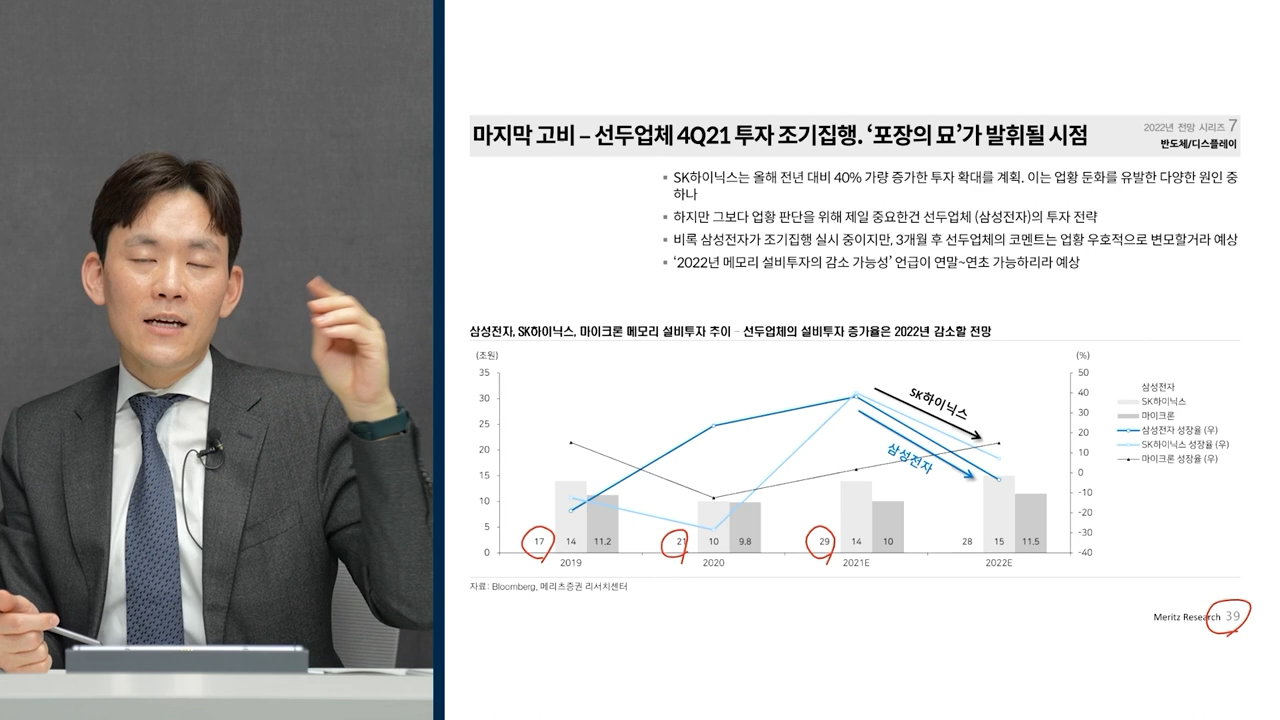 마지막 고비 – 선두업체 4Q21 투자 조기집행. ‘포장의 묘’가 발휘될 시점
2022년 전망 시리즈 7
반도체/디스플레이
▪ SK하이닉스는 올해 전년 대비 40% 가량 증가한 투자 확대를 계획. 이는 업황 둔화를 유발한 다양한 원인 중
하나
▪ 하지만 그보다 업황 판단을 위해 제일 중요한건 선두업체 (삼성전자)의 투자 전략
▪ 비록 삼성전자가 조기집행 실시 중이지만, 3개월 후 선두업체의 코멘트는 업황 우호적으로 변모할거라 예상
▪ ‘2022년 메모리 설비투자의 감소 가능성’ 언급이 연말~연초 가능하리라 예상
삼성전자, SK하이닉스, 마이크론 메모리 설비투자 추이 – 선두업체의 설비투자 증가율은 2022년 감소할 전망
(조원)
(%)
35
30
25
20
15
10
5
0
50
40
30
20
10
0
-10
-20
-30
-40
SK하이닉스
삼성전자
17 14 11.2
21 10 9.8
29 14 10
28 15 11.5
2019 2020 2021E 2022E
삼성전자
SK하이닉스
마이크론
삼성전자 성장율 (우)
SK하이닉스 성장율 (우)
마이크론 성장율 (우)
자료: Bloomberg, 메리츠증권 리서치센터
Meritz Research 39